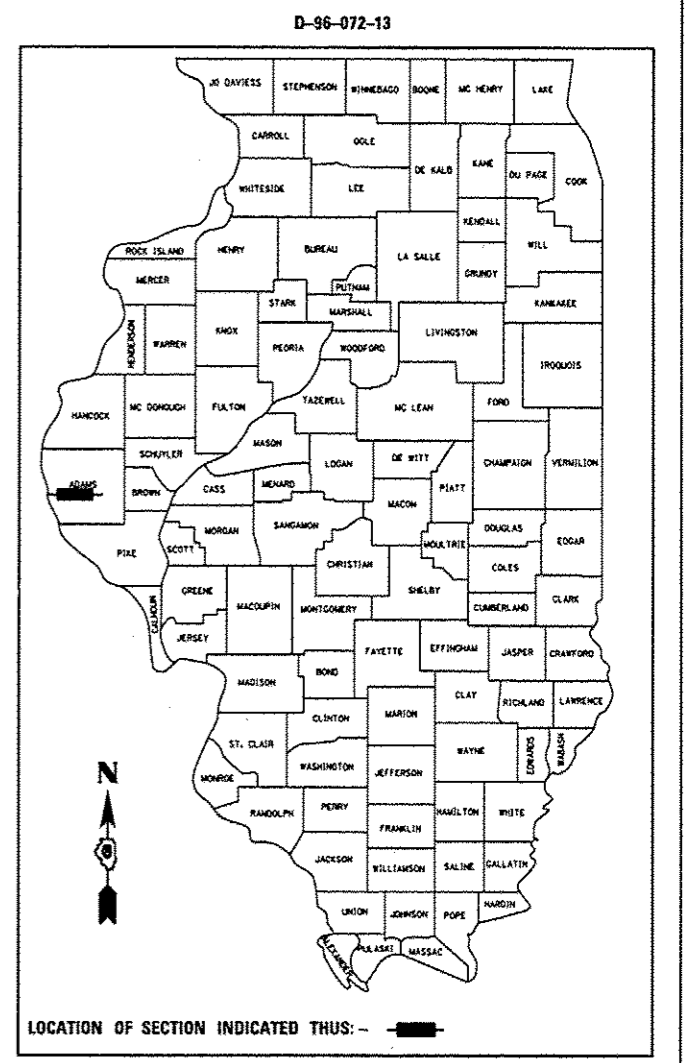 D-96-072-13
JO DAVIESS STEPHENSON WINNEBAGO BOONE MC HENRY LAKE
CARROLL OGLE
DE KALB KANE
DU PAGE COOK
WHITESIDE LEE
KENDALL
WILL
ROCK ISLAND HENRY BUREAU LA SALLE
GRUNDY
MERCER PUTNAM
STARK KANKAKEE
MARSHALL
HENDERSON WARREN KNOX LIVINGSTON
PEORIA WOODFORD
IROQUOIS
HANCOCK MC DONOUGH FULTON TAZEWELL MC LEAN FORD
MASON
SCHUYLER DE WITT
LOGAN CHAMPAIGN VERMILION
ADAMS BROWN CASS MENARD PIATT
MACON
MORGAN SANGAMON DOUGLAS
PIKE SCOTT MOULTRIE EDGAR
CHRISTIAN COLES
GREENE SHELBY
CALHOUN MACOUPIN MONTGOMERY CUMBERLAND CLARK
JERSEY
FAYETTE EFFINGHAM JASPER CRAWFORD
BOND
MADISON CLAY
CLINTON MARION RICHLAND LAWRENCE
ST. CLAIR WAYNE EDWARDS WABASH
WASHINGTON JEFFERSON
N MONROE
RANDOLPH PERRY HAMILTON WHITE
FRANKLIN
JACKSON WILLIAMSON SALINE GALLATIN
HARDIN
UNION JOHNSON POPE
ALEXANDER PULASKI MASSAC
LOCATION OF SECTION INDICATED THUS: -